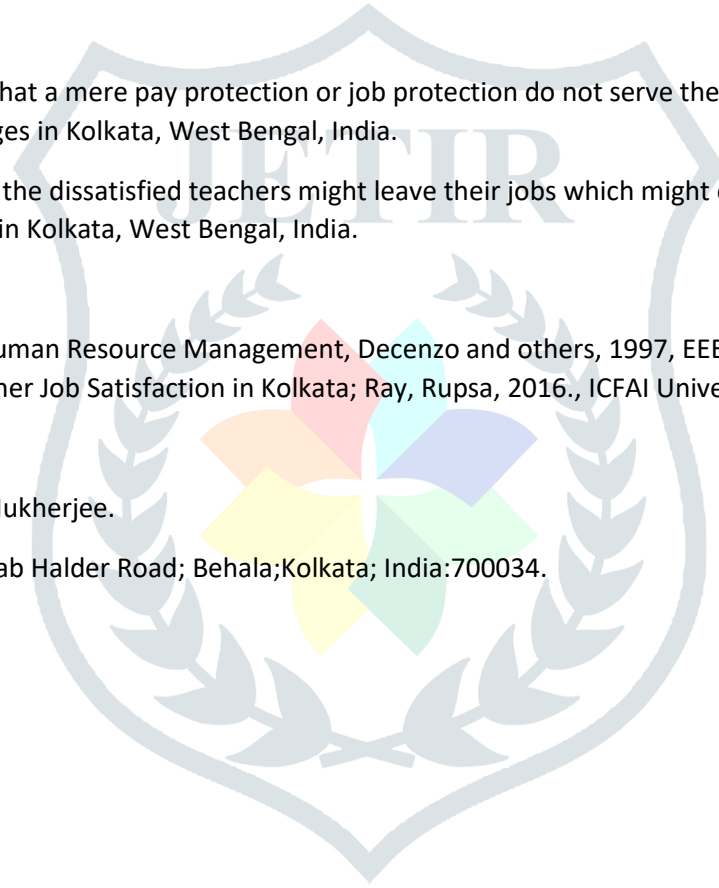 hat a mere pay protection or job protection do not serve the
ges in Kolkata, West Bengal, India.
the dissatisfied teachers might leave their jobs which might
in Kolkata, West Bengal, India.
uman Resource Management, Decenzo and others, 1997, EEE
ner Job Satisfaction in Kolkata; Ray, Rupsa, 2016., ICFAI Unive
ukherjee.
ab Halder Road; Behala;Kolkata; India:700034.
JETIR